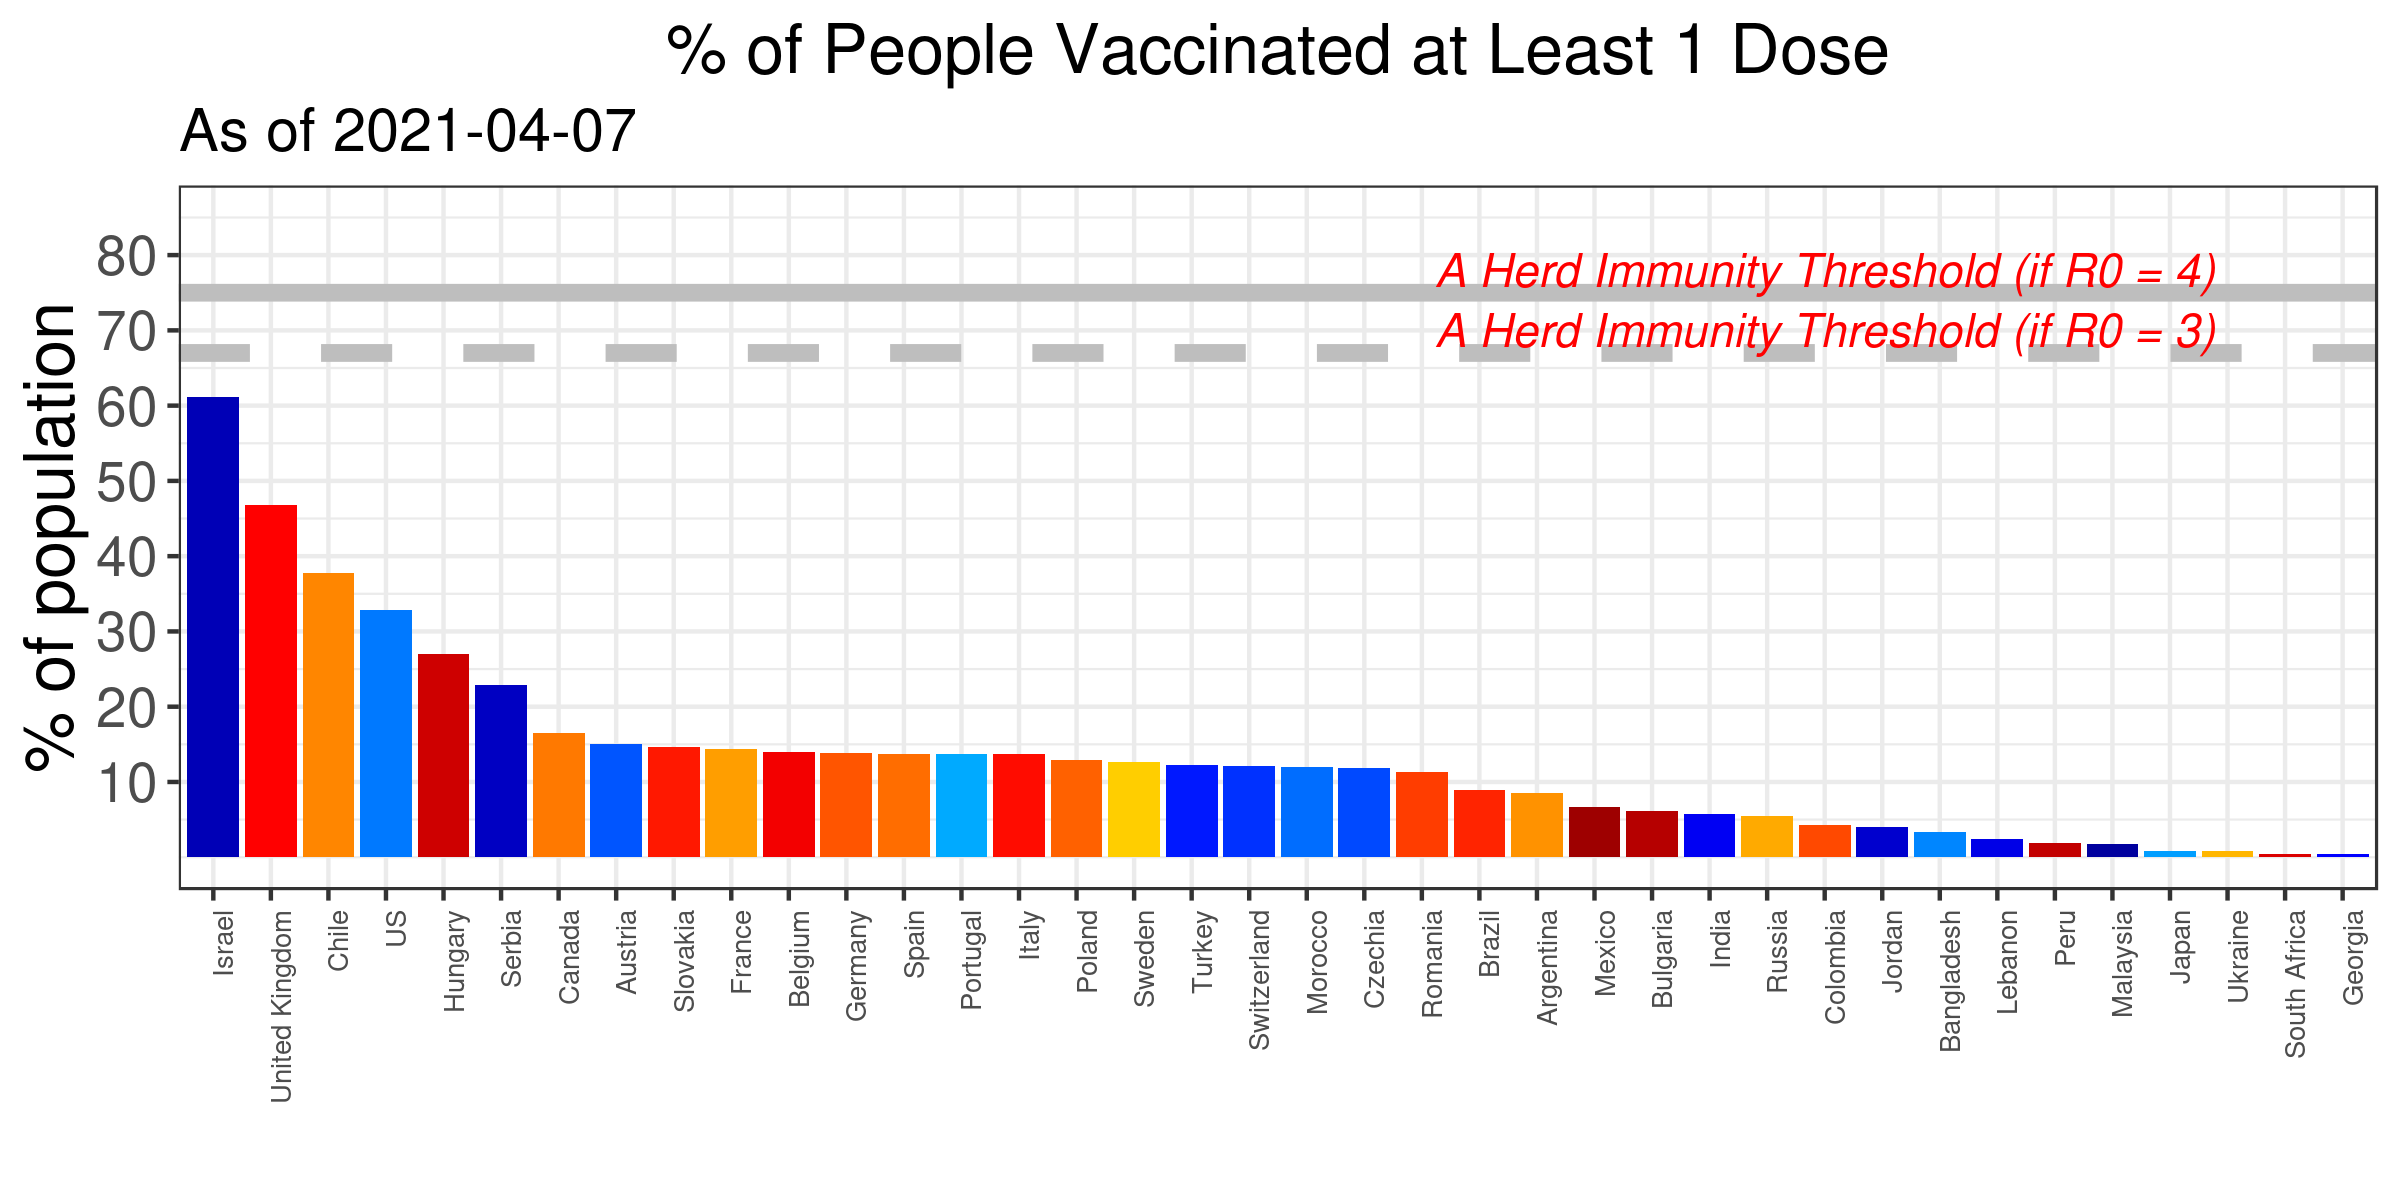 % of People Vaccinated at Least 1 Dose
As of 2021-04-07
% of population
80
70
60
50
40
30
20
10
A Herd Immunity Threshold (if R0 = 4)
A Herd Immunity Threshold (if R0 = 3)
Israel
United Kingdom
Chile
US
Hungary
Serbia
Canada
Austria
Slovakia
France
Belgium
Germany
Spain
Portugal
Italy
Poland
Sweden
Turkey
Switzerland
Morocco
Czechia
Romania
Brazil
Argentina
Mexico
Bulgaria
India
Russia
Colombia
Jordan
Bangladesh
Lebanon
Peru
Malaysia
Japan
Ukraine
South Africa
Georgia